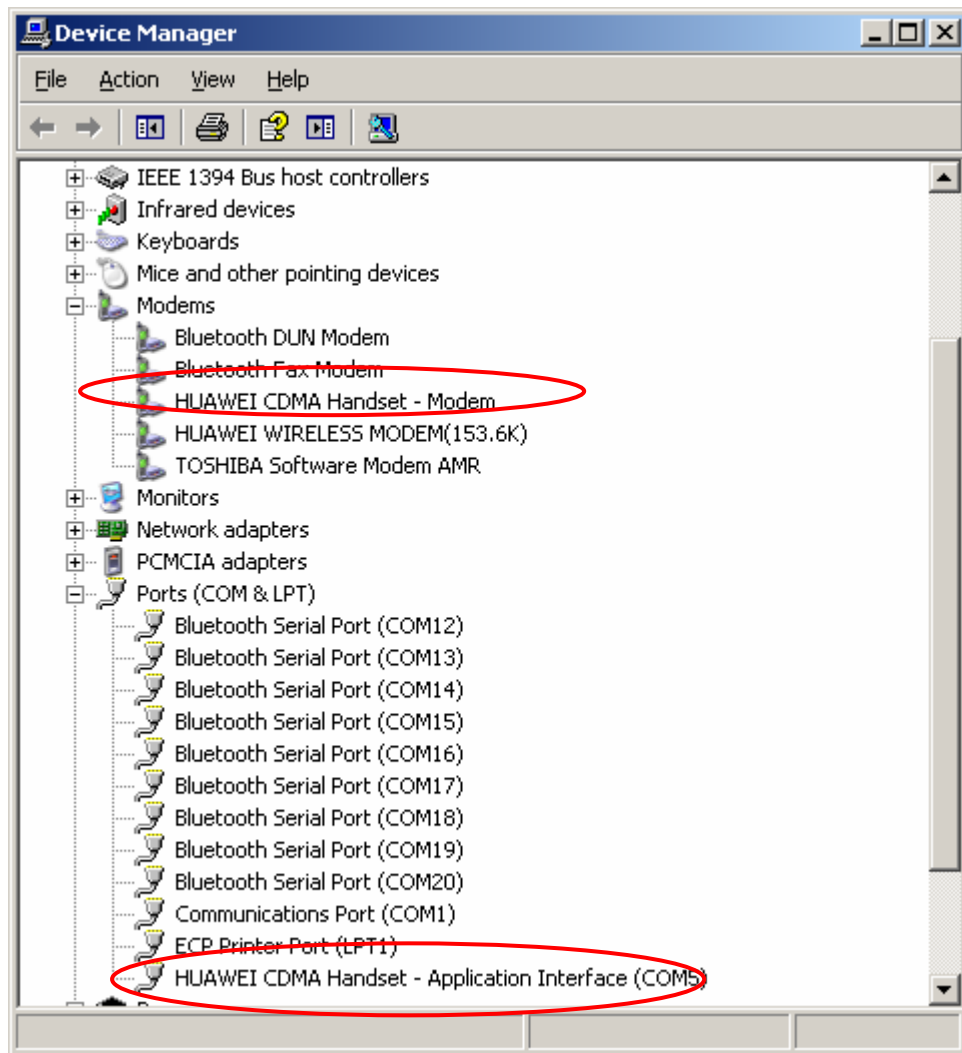 Device Manager
File Action View Help
IEEE 1394 Bus host controllers
Infrared devices
Keyboards
Mice and other pointing devices
Modems
Bluetooth DUN Modem
Bluetooth Fax Modem
HUAWEI CDMA Handset - Modem
HUAWEI WIRELESS MODEM(153.6K)
TOSHIBA Software Modem AMR
Monitors
Network adapters
PCMCIA adapters
Ports (COM & LPT)
Bluetooth Serial Port (COM12)
Bluetooth Serial Port (COM13)
Bluetooth Serial Port (COM14)
Bluetooth Serial Port (COM15)
Bluetooth Serial Port (COM16)
Bluetooth Serial Port (COM17)
Bluetooth Serial Port (COM18)
Bluetooth Serial Port (COM19)
Bluetooth Serial Port (COM20)
Communications Port (COM1)
ECP Printer Port (LPT1)
HUAWEI CDMA Handset - Application Interface (COM5)